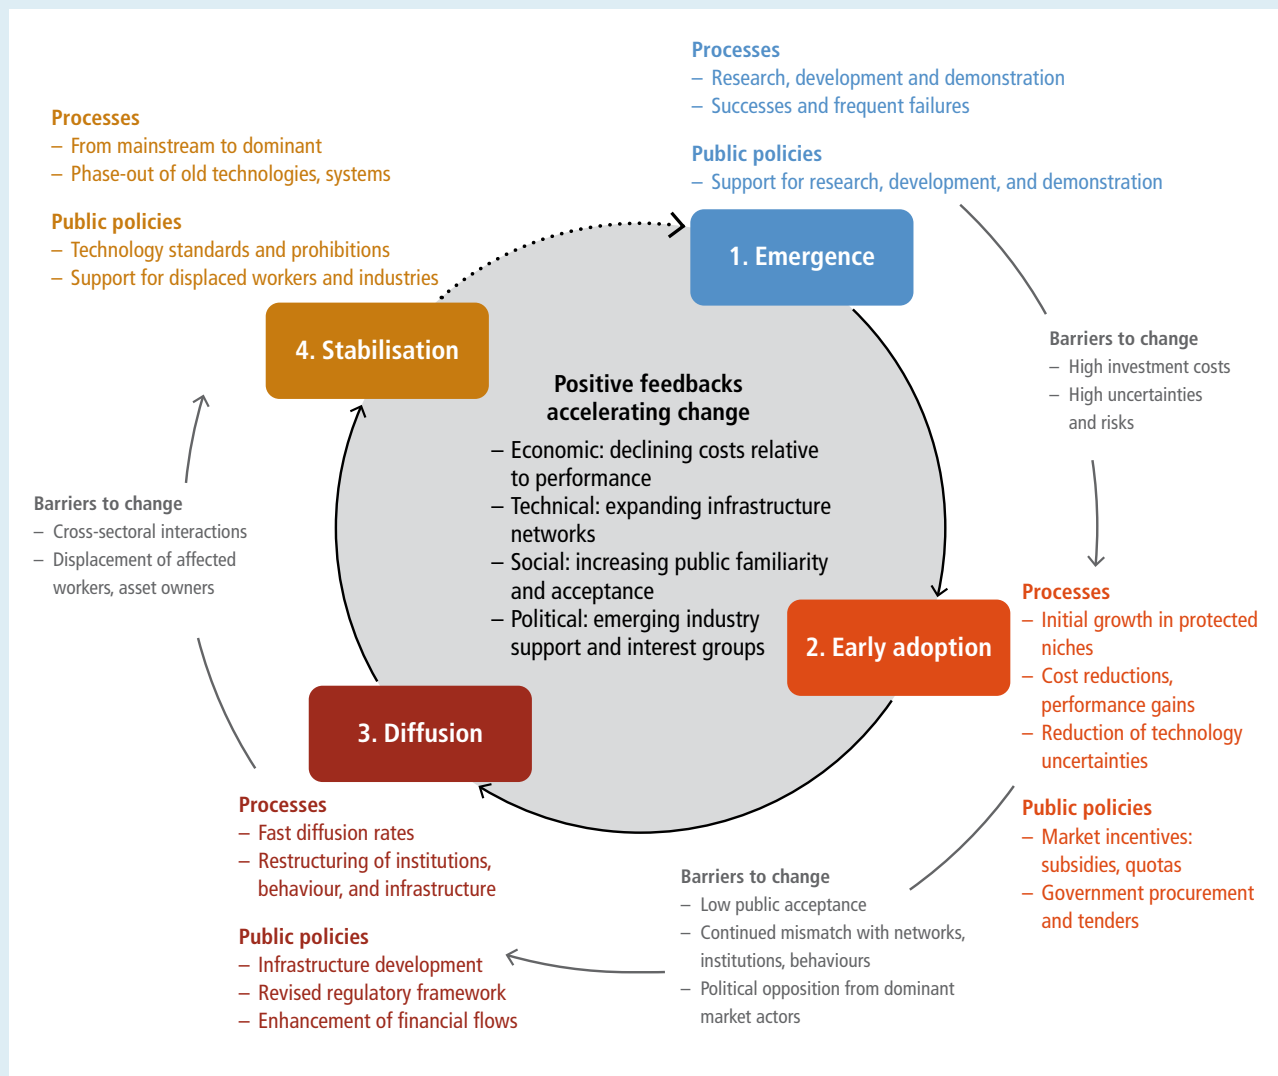 Processes
– Research, development and demonstration
– Successes and frequent failures
Public policies
– Support for research, development, and demonstration
1. Emergence
Barriers to change
– High investment costs
– High uncertainties
and risks
Processes
– Initial growth in protected
niches
– Cost reductions,
performance gains
– Reduction of technology
uncertainties
Public policies
– Market incentives:
subsidies, quotas
– Government procurement
and tenders
2. Early adoption
Barriers to change
– Low public acceptance
– Continued mismatch with networks,
institutions, behaviours
– Political opposition from dominant
market actors
3. Diffusion
Processes
– Fast diffusion rates
– Restructuring of institutions,
behaviour, and infrastructure
Public policies
– Infrastructure development
– Revised regulatory framework
– Enhancement of financial flows
Barriers to change
– Cross-sectoral interactions
– Displacement of affected
workers, asset owners
Processes
– From mainstream to dominant
– Phase-out of old technologies, systems
Public policies
– Technology standards and prohibitions
– Support for displaced workers and industries
4. Stabilisation
Positive feedbacks
accelerating change
– Economic: declining costs relative
to performance
– Technical: expanding infrastructure
networks
– Social: increasing public familiarity
and acceptance
– Political: emerging industry
support and interest groups